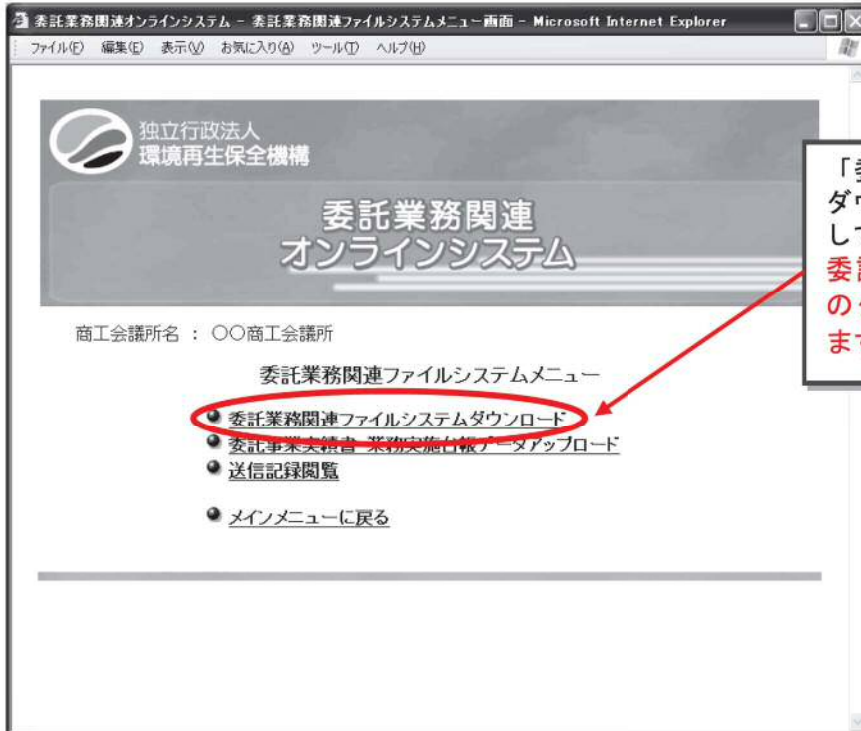 委託業務関連オンラインシステム - 委託業務関連ファイルシステムメニュー画面 - Microsoft Internet Explorer
ファイル(F) 編集(E) 表示(V) お気に入り(A) ツール(T) ヘルプ(H)
独立行政法人
環境再生保全機構
委託業務関連
オンラインシステム
商工会議所名 : 〇〇商工会議所
委託業務関連ファイルシステムメニュー
委託業務関連ファイルシステムダウンロード
委託事業実績書・業務実施台帳データアップロード
送信記録閲覧
メインメニューに戻る
「委
ダウ
して
委託
の
ます